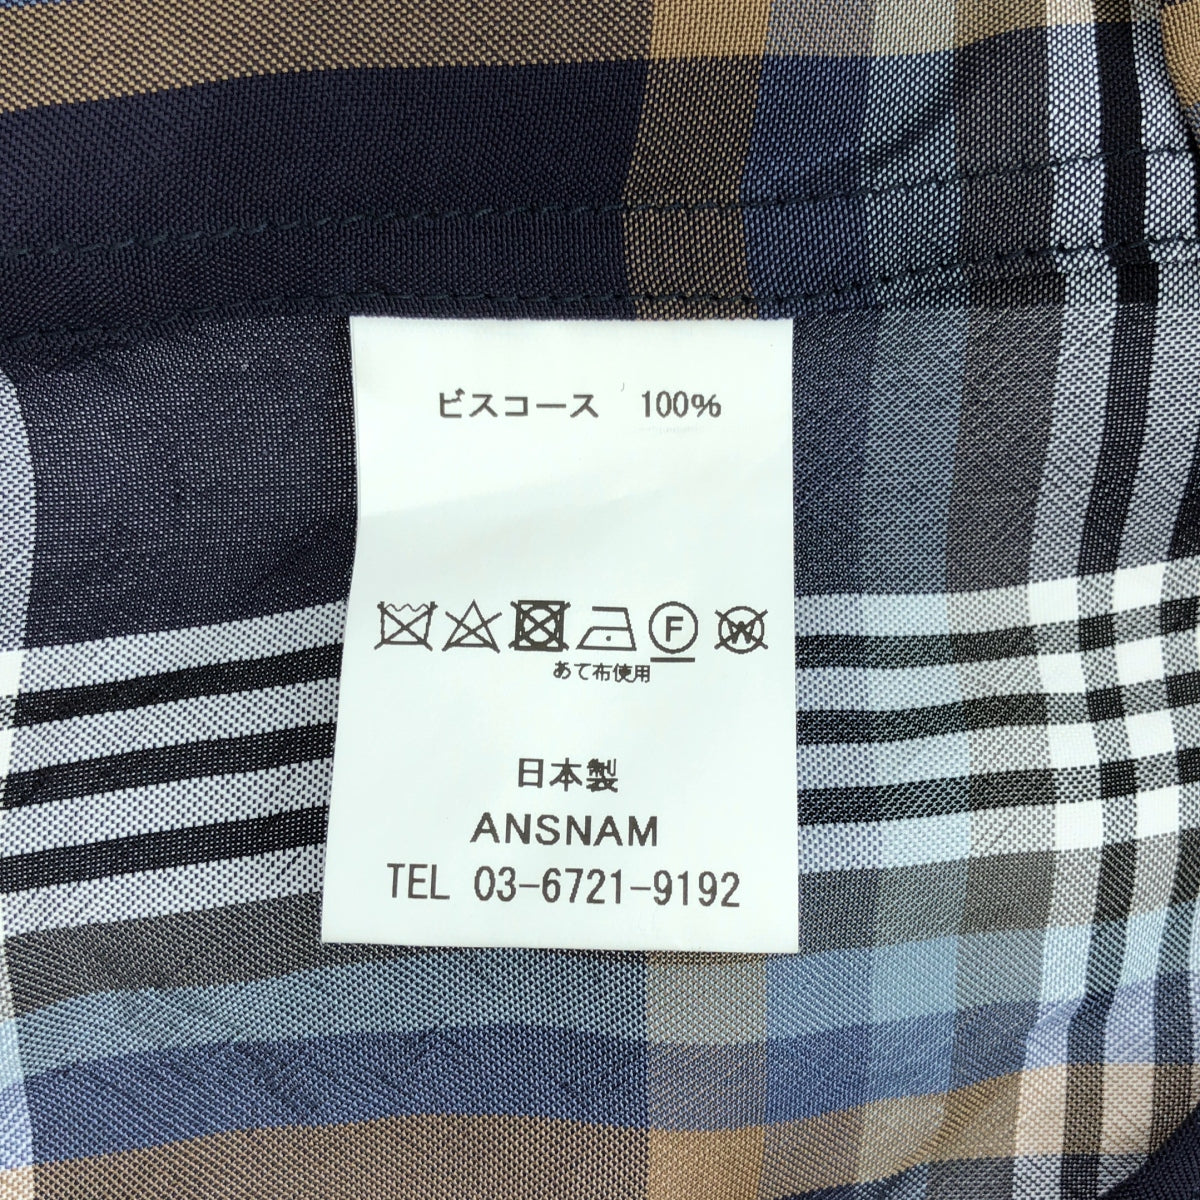 ビスコース 100%
F W
あて布使用
日本製
ANSNAM
TEL 03-6721-9192